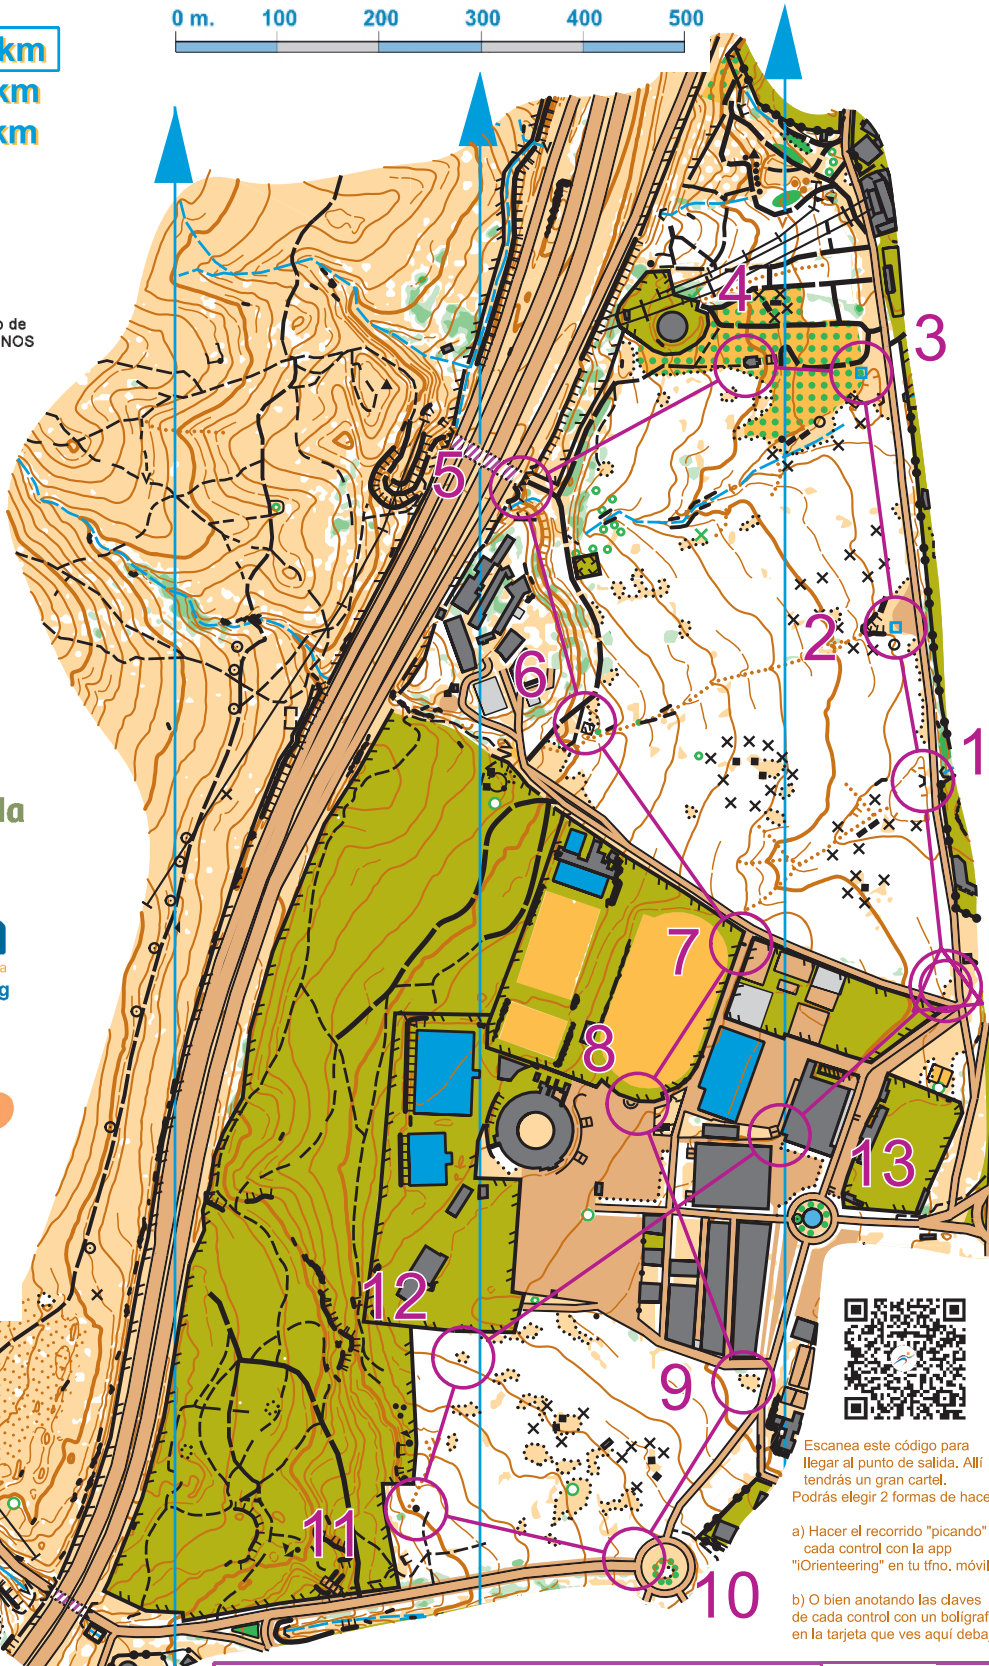 0 m. 100 200 300 400 500
km
km
km
o de
NOS
4
3
5
2
6
1
da
7
a
g
8
13
12
9
11
10
Escanea este código para
llegar al punto de salida. Allí
tendrás un gran cartel.
Podrás elegir 2 formas de hace
a) Hacer el recorrido "picando"
cada control con la app
"iOrienteering" en tu tfno. móvil
b) O bien anotando las claves
de cada control con un bolígraf
en la tarjeta que ves aquí deba